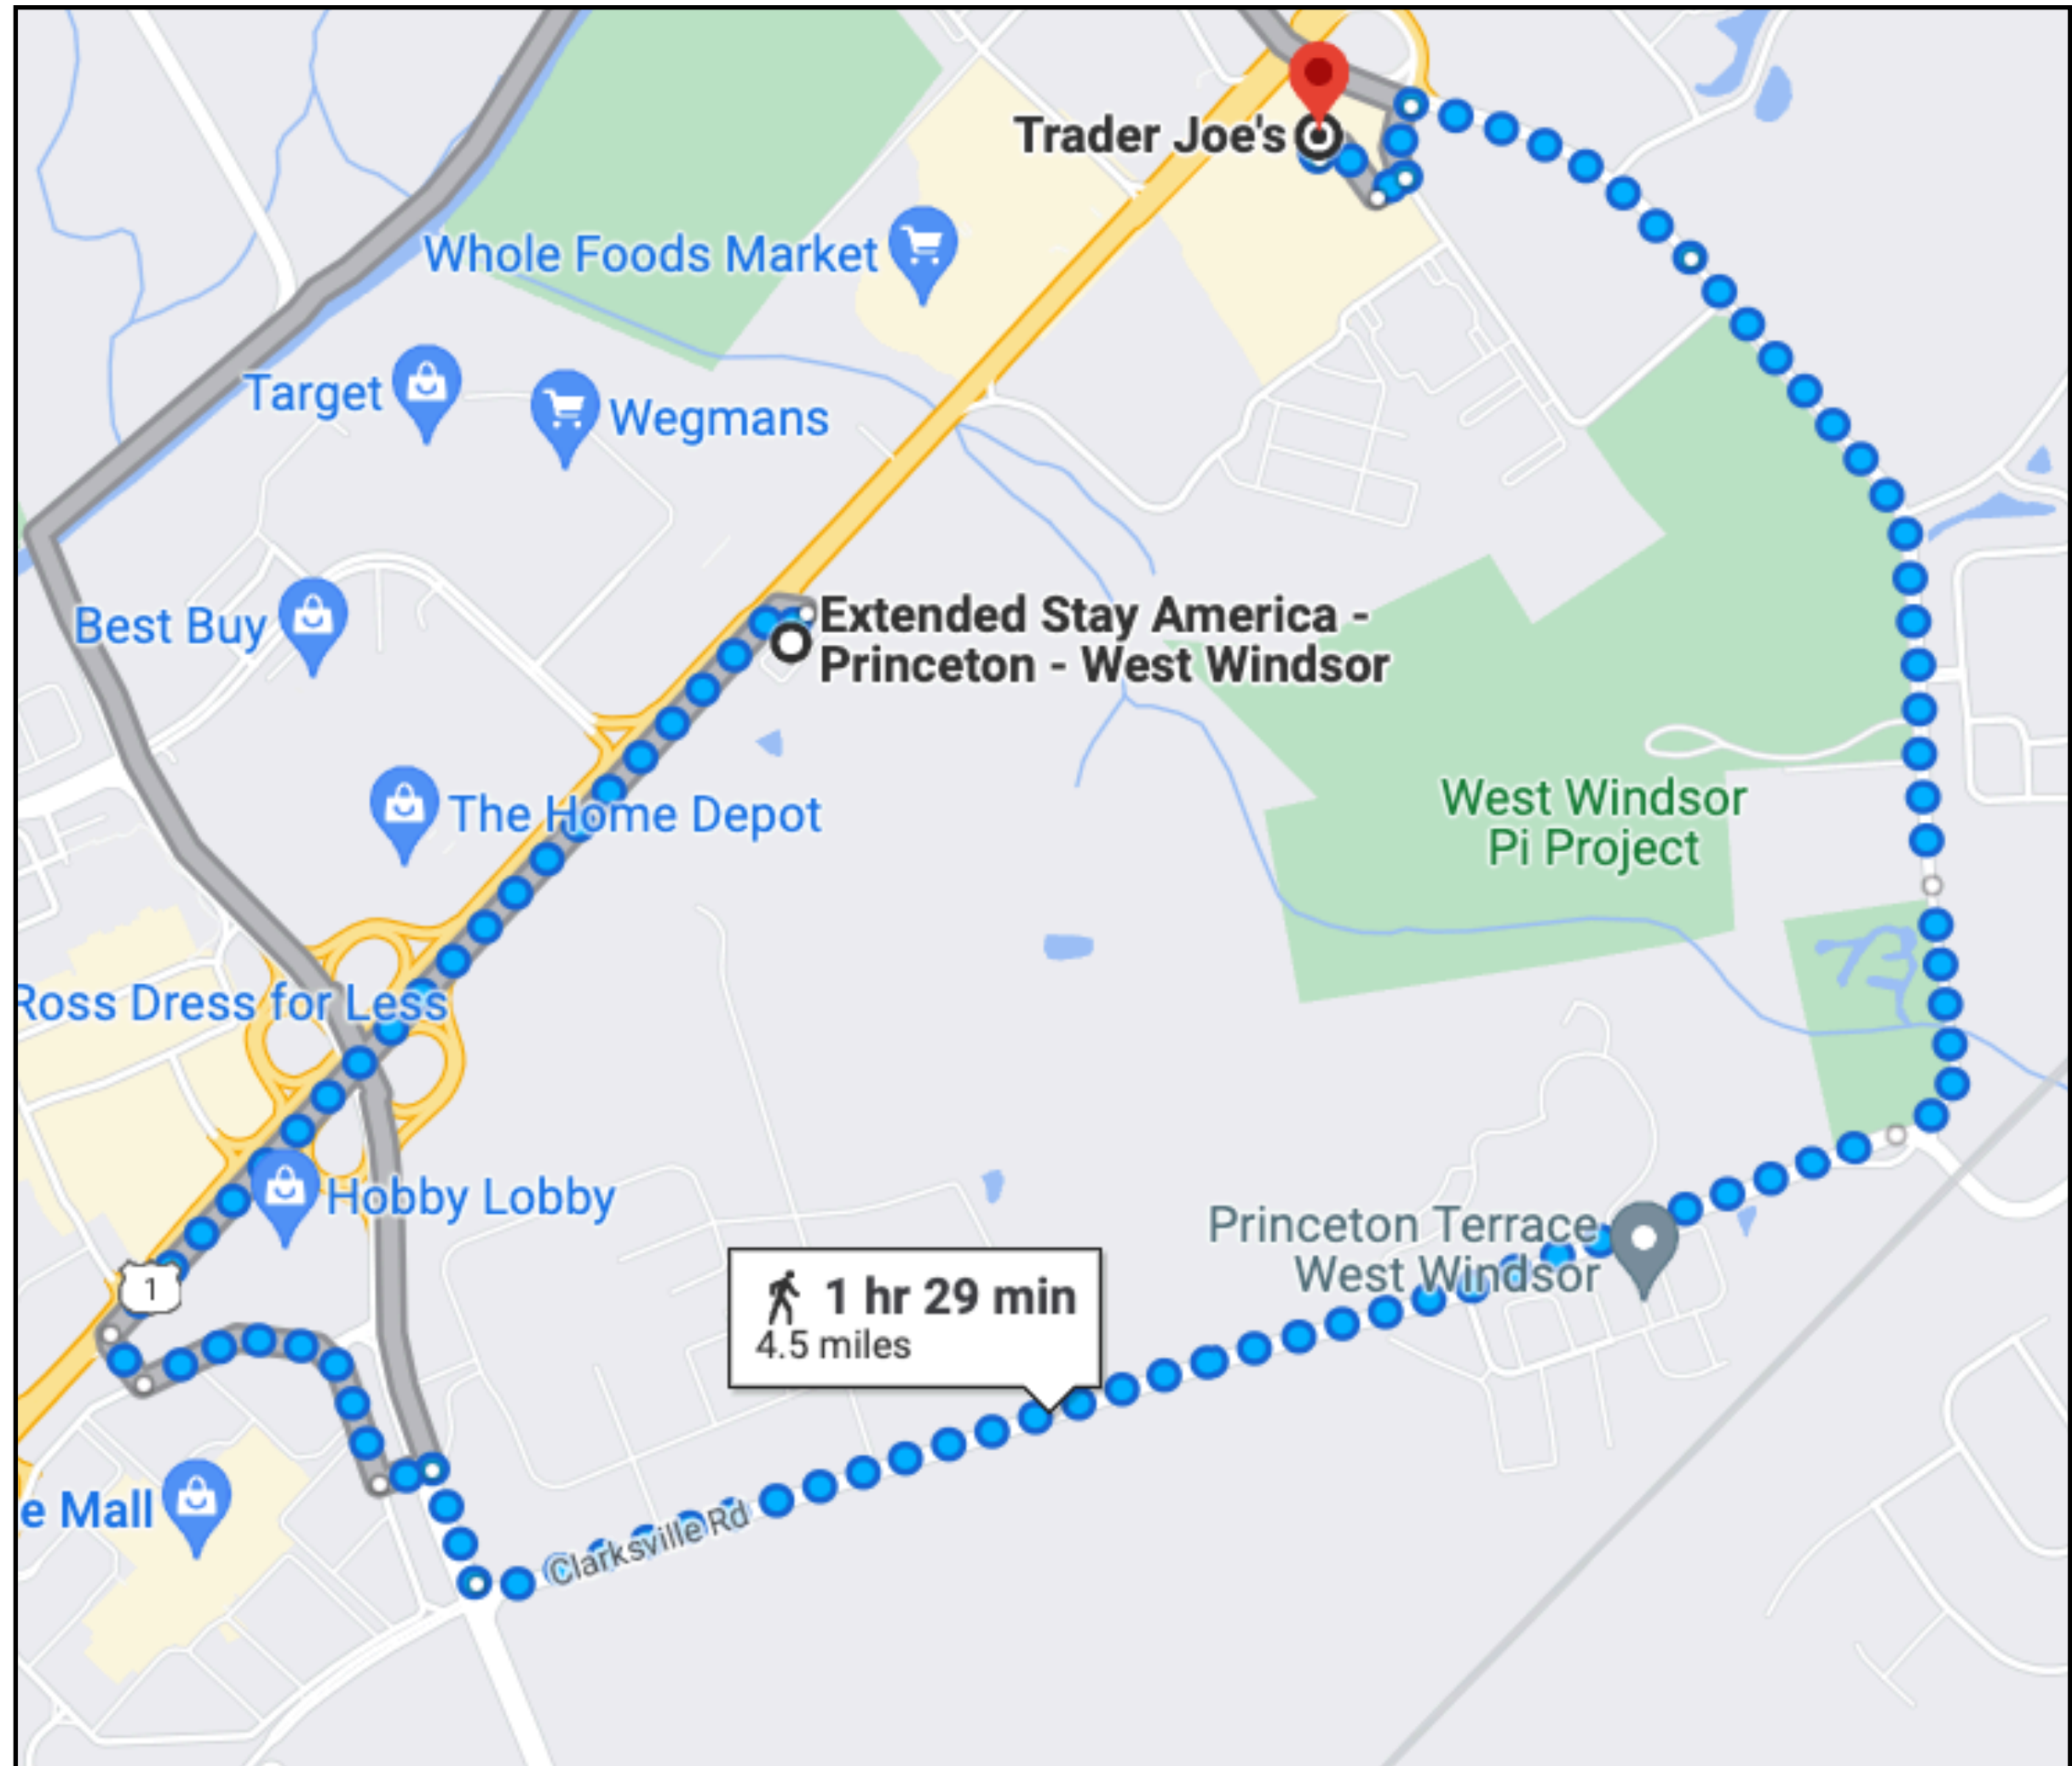 Trader Joe's
Whole Foods Market
Target
Wegmans
Best Buy
Extended Stay America -
Princeton - West Windsor
The Home Depot
West Windsor
Pi Project
Ross Dress for Less
Hobby Lobby
Princeton Terrace
West Windsor
1
1 hr 29 min
4.5 miles
e Mall
Clarksville Rd